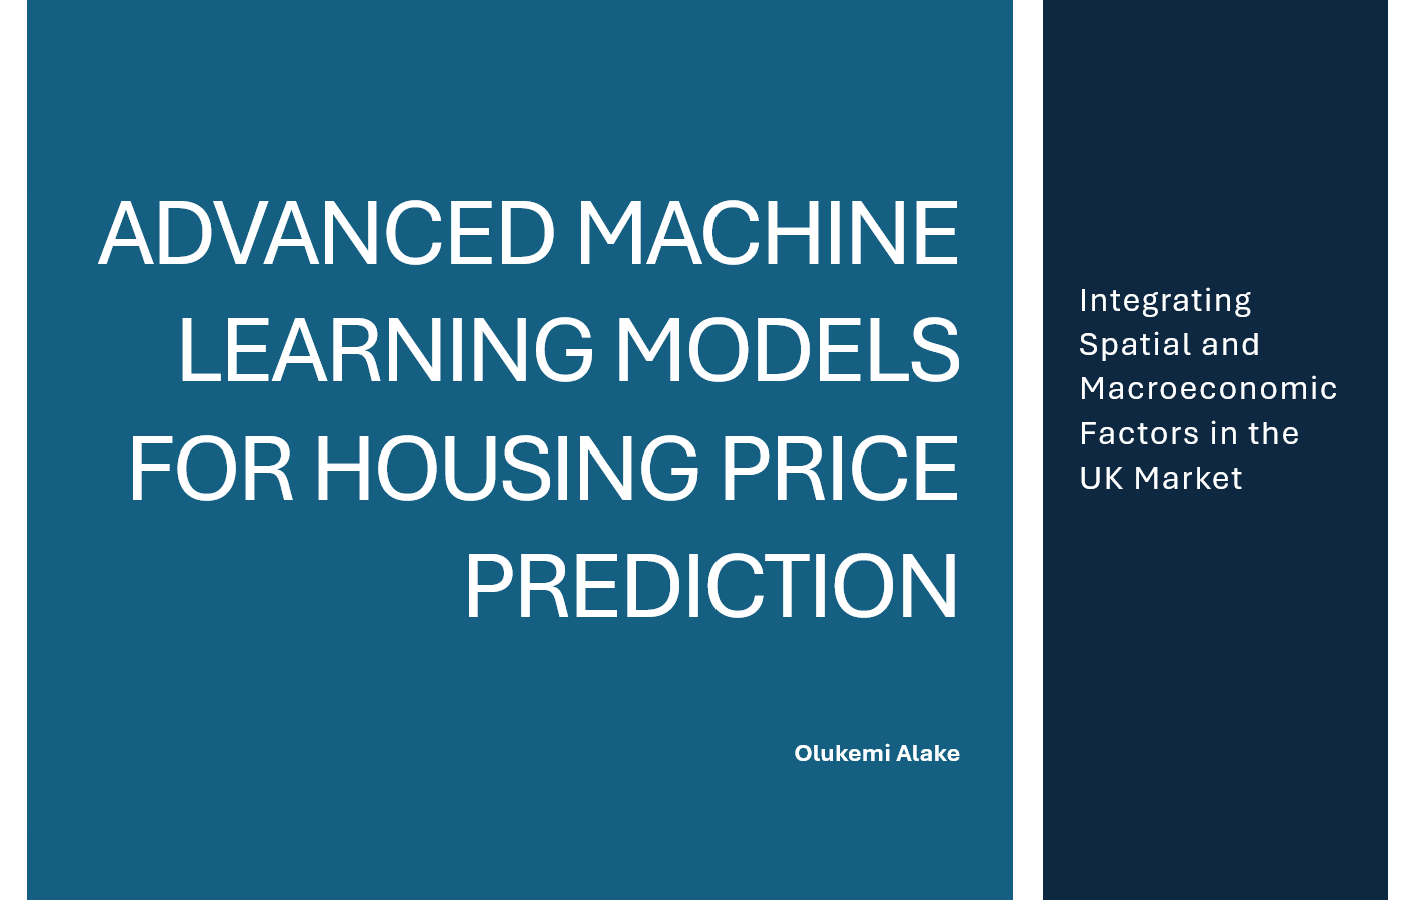 ADVANCED MACHINE
LEARNING MODELS
FOR HOUSING PRICE
PREDICTION
Olukemi Alake
Integrating
Spatial and
Macroeconomic
Factors in the
UK Market